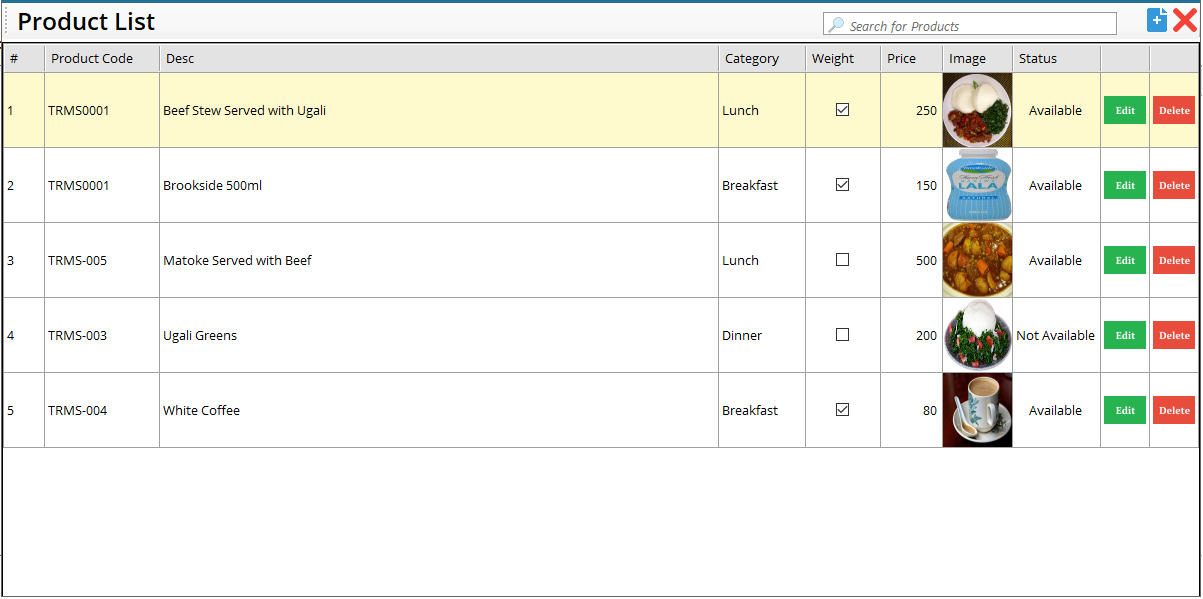 Product List
Search for Products
# Product Code Desc Category Weight Price Image Status
1 TRMS0001 Beef Stew Served with Ugali Lunch 250 Available Edit Delete
2 TRMS0001 Brookside 500ml Breakfast 150 LALA NATURAL Available Edit Delete
3 TRMS-005 Matoke Served with Beef Lunch 500 Available Edit Delete
4 TRMS-003 Ugali Greens Dinner 200 Not Available Edit Delete
5 TRMS-004 White Coffee Breakfast 80 Available Edit Delete